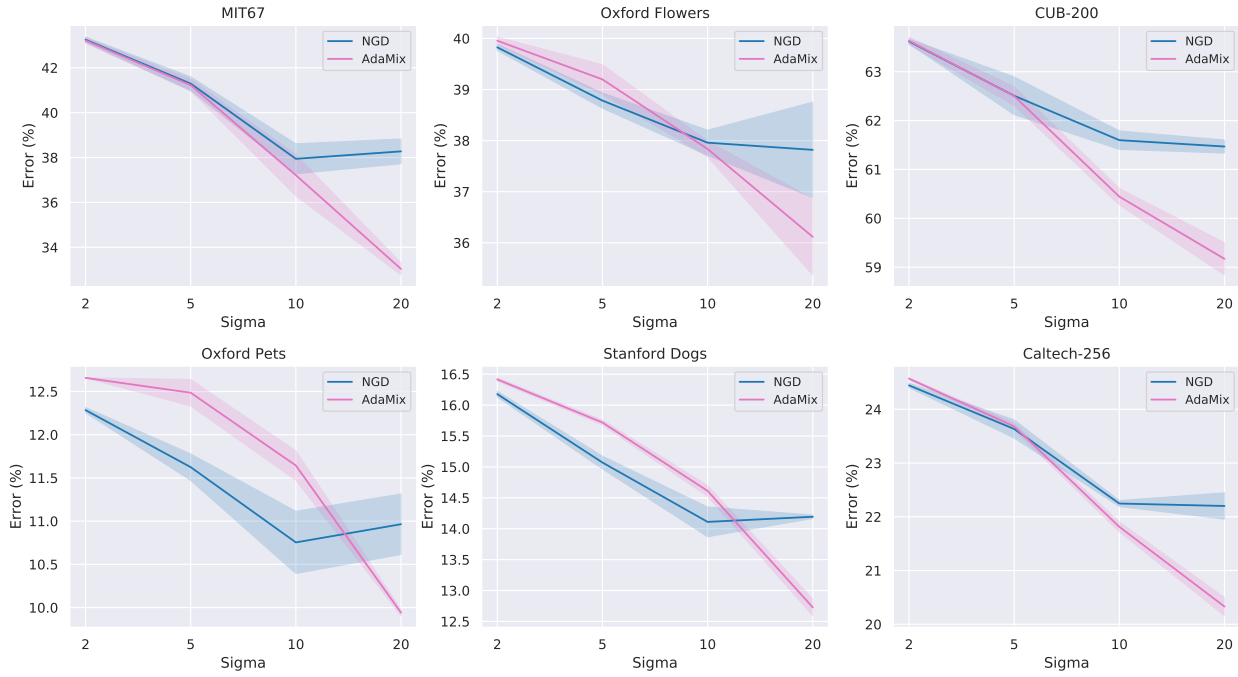 MIT67
Error (%)
42
40
38
36
34
2 5 10 20
Sigma
NGD
AdaMix
Oxford Flowers
Error (%)
40
39
38
37
36
2 5 10 20
Sigma
NGD
AdaMix
CUB-200
Error (%)
63
62
61
60
59
2 5 10 20
Sigma
NGD
AdaMix
Oxford Pets
Error (%)
12.5
12.0
11.5
11.0
10.5
10.0
2 5 10 20
Sigma
NGD
AdaMix
Stanford Dogs
Error (%)
16.5
16.0
15.5
15.0
14.5
14.0
13.5
13.0
12.5
2 5 10 20
Sigma
NGD
AdaMix
Caltech-256
Error (%)
24
23
22
21
20
2 5 10 20
Sigma
NGD
AdaMix